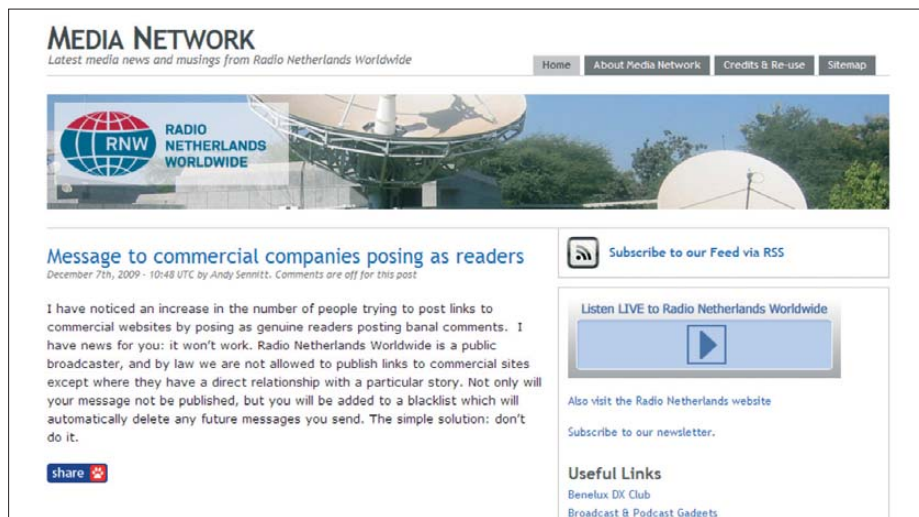 MEDIA NETWORK
Latest media news and musings from Radio Netherlands Worldwide
Home About Media Network Credits & Re-use Sitemap
RNW
RADIO
NETHERLANDS
WORLDWIDE
Message to commercial companies posing as readers
December 7th, 2009 - 10:48 UTC by Andy Sennitt. Comments are off for this post
I have noticed an increase in the number of people trying to post links to
commercial websites by posing as genuine readers posting banal comments. I
have news for you: it won't work. Radio Netherlands Worldwide is a public
broadcaster, and by law we are not allowed to publish links to commercial sites
except where they have a direct relationship with a particular story. Not only will
your message not be published, but you will be added to a blacklist which will
automatically delete any future messages you send. The simple solution: don't
do it.
share
Subscribe to our Feed via RSS
Listen LIVE to Radio Netherlands Worldwide
Also visit the Radio Netherlands website
Subscribe to our newsletter.
Useful Links
Benelux DX Club
Broadcast & Podcast Gadgets